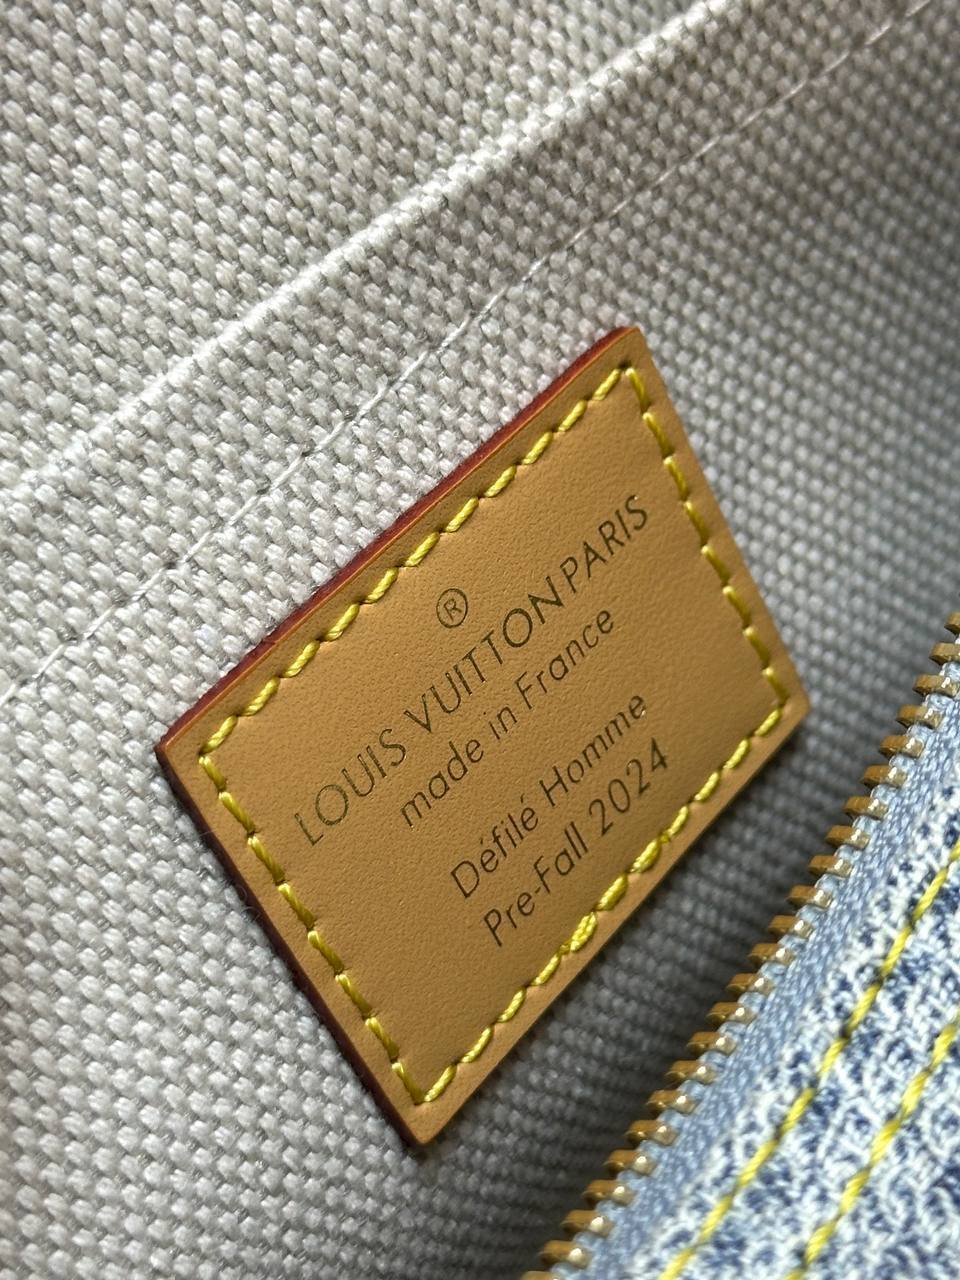 ®
LOUIS VUITTON PARIS
made in France
Défilé Homme
Pre-Fall 2024